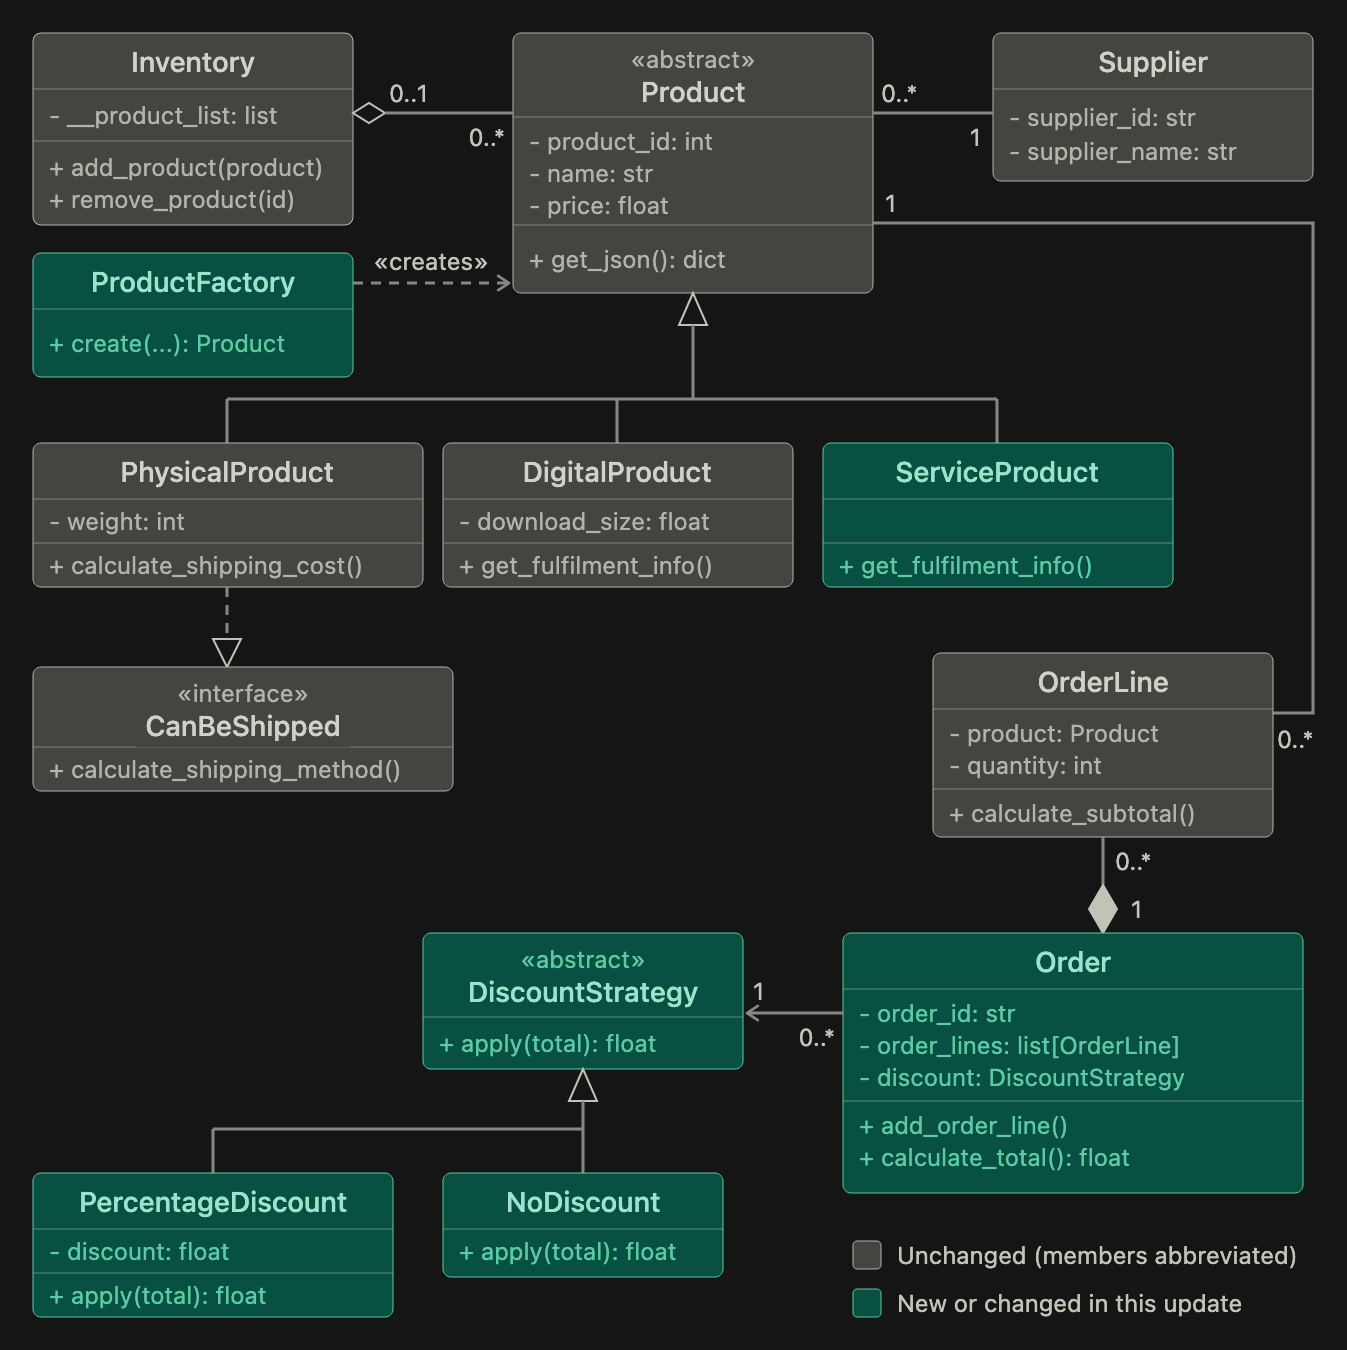 Inventory
- __product_list: list
+ add_product(product)
+ remove_product(id)
0..1
0..*
«abstract»
Product
- product_id: int
- name: str
- price: float
+ get_json(): dict
0..*
1
Supplier
- supplier_id: str
- supplier_name: str
1
ProductFactory
+ create(...): Product
«creates»
PhysicalProduct
- weight: int
+ calculate_shipping_cost()
DigitalProduct
- download_size: float
+ get_fulfilment_info()
ServiceProduct
+ get_fulfilment_info()
«interface»
CanBeShipped
+ calculate_shipping_method()
OrderLine
- product: Product
- quantity: int
+ calculate_subtotal()
0..*
0..*
1
«abstract»
DiscountStrategy
+ apply(total): float
1
0..*
Order
- order_id: str
- order_lines: list[OrderLine]
- discount: DiscountStrategy
+ add_order_line()
+ calculate_total(): float
PercentageDiscount
- discount: float
+ apply(total): float
NoDiscount
+ apply(total): float
Unchanged (members abbreviated)
New or changed in this update